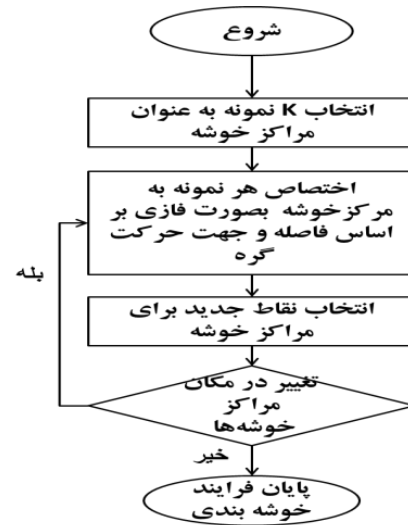 شروع
انتخاب K نمونه به عنوان
مراکز خوشه
اختصاص هر نمونه به
مرکزخوشه بصورت فازی بر
اساس فاصله و جهت حرکت
گره
بله
انتخاب نقاط جدید برای
مراکز خوشه
تغییر در مکان
مراکز
خوشه‌ها
خیر
پایان فرایند
خوشه بندی